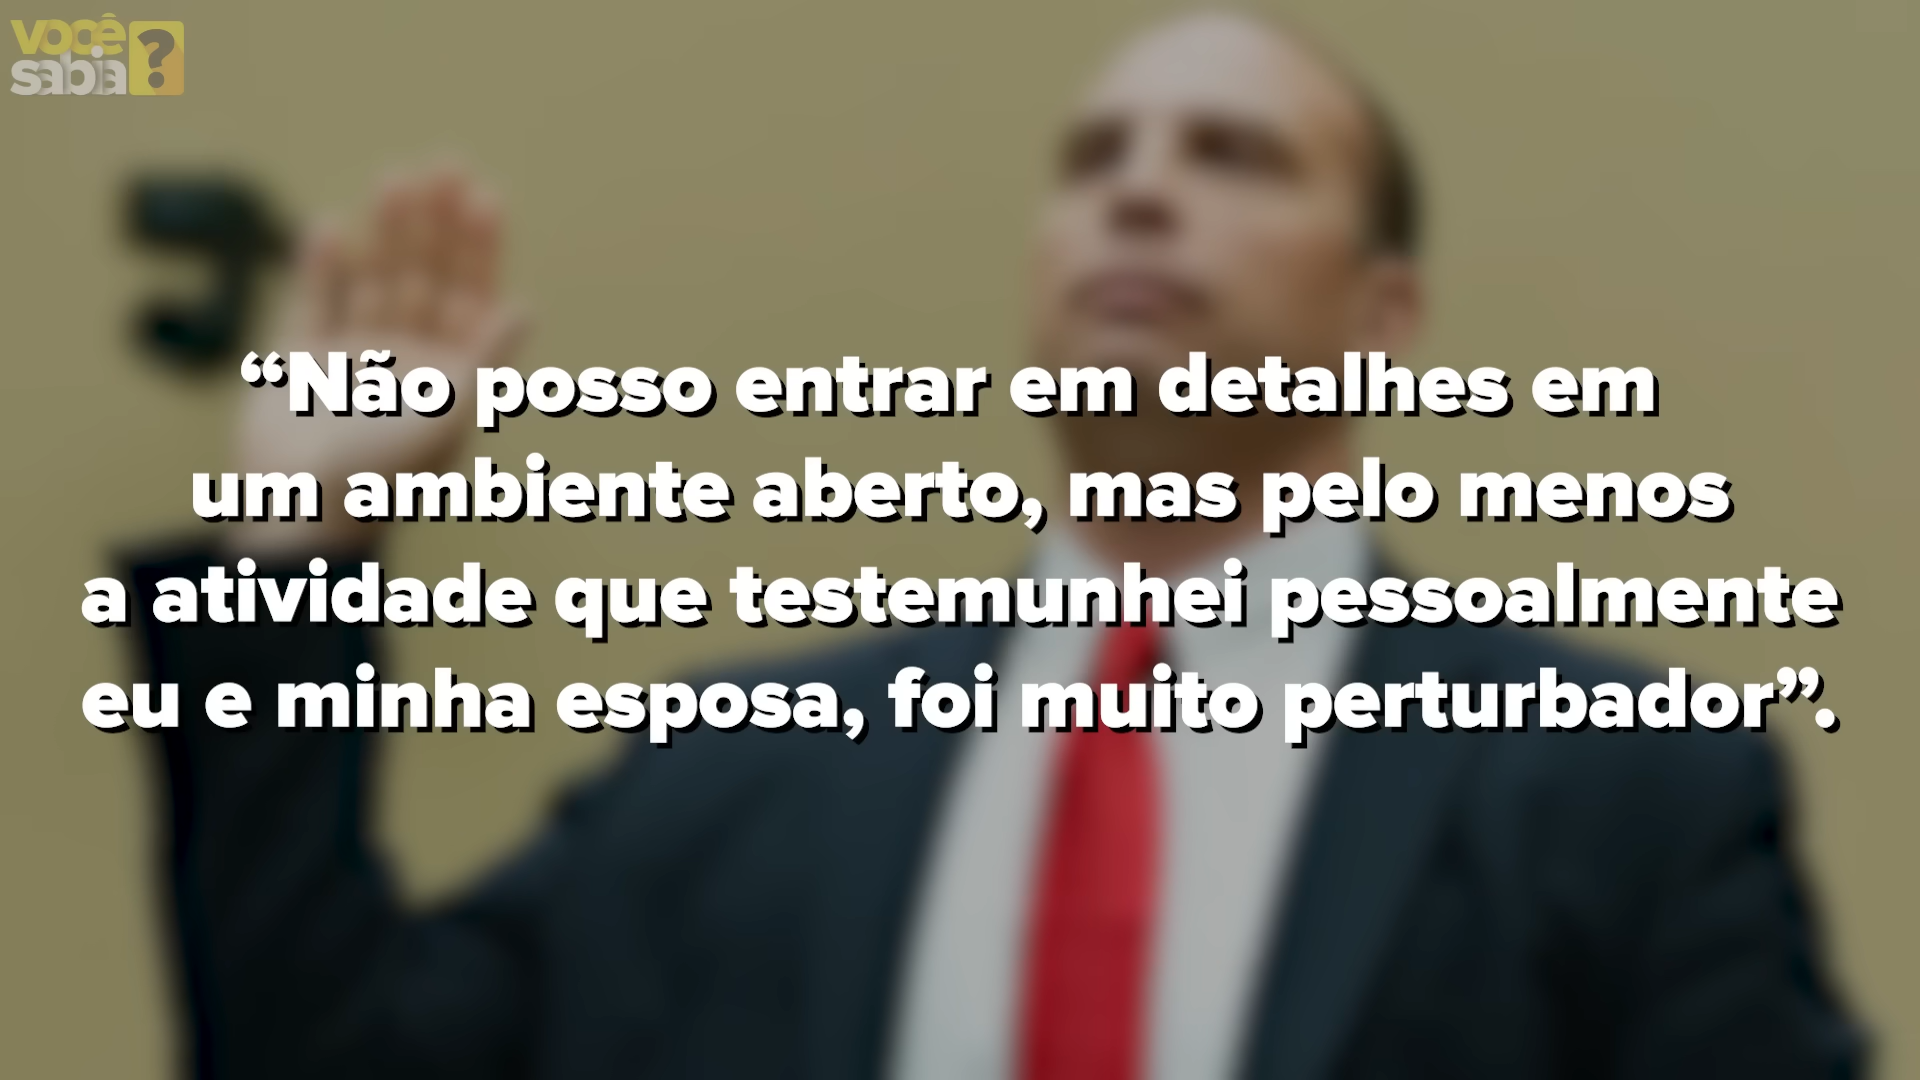 você
sabia?
“Não posso entrar em detalhes em
um ambiente aberto, mas pelo menos
a atividade que testemunhei pessoalmente
eu e minha esposa, foi muito perturbador”.